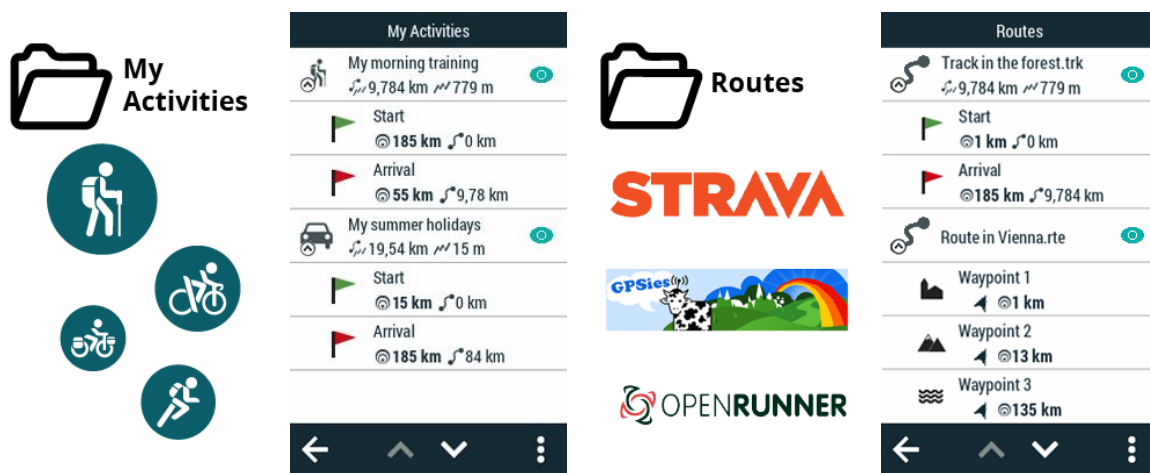 My
Activities
My Activities
My morning training
9,784 km 779 m
Start
185 km 0 km
Arrival
55 km 9,78 km
My summer holidays
19,54 km 15 m
Start
15 km 0 km
Arrival
185 km 84 km
Routes
STRAVA
GPSies
OPENRUNNER
Routes
Track in the forest.trk
9,784 km 779 m
Start
1 km 0 km
Arrival
185 km 9,784 km
Route in Vienna.rte
Waypoint 1
1 km
Waypoint 2
13 km
Waypoint 3
135 km